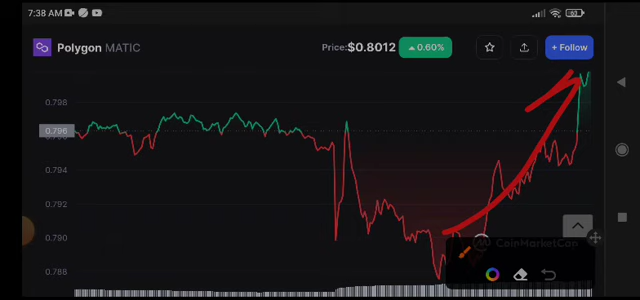 7:38 AM
63
Polygon MATIC
Price:$0.8012
0.60%
+ Follow
0.798
0.796
0.794
0.792
0.790
0.788
CoinMarketCap